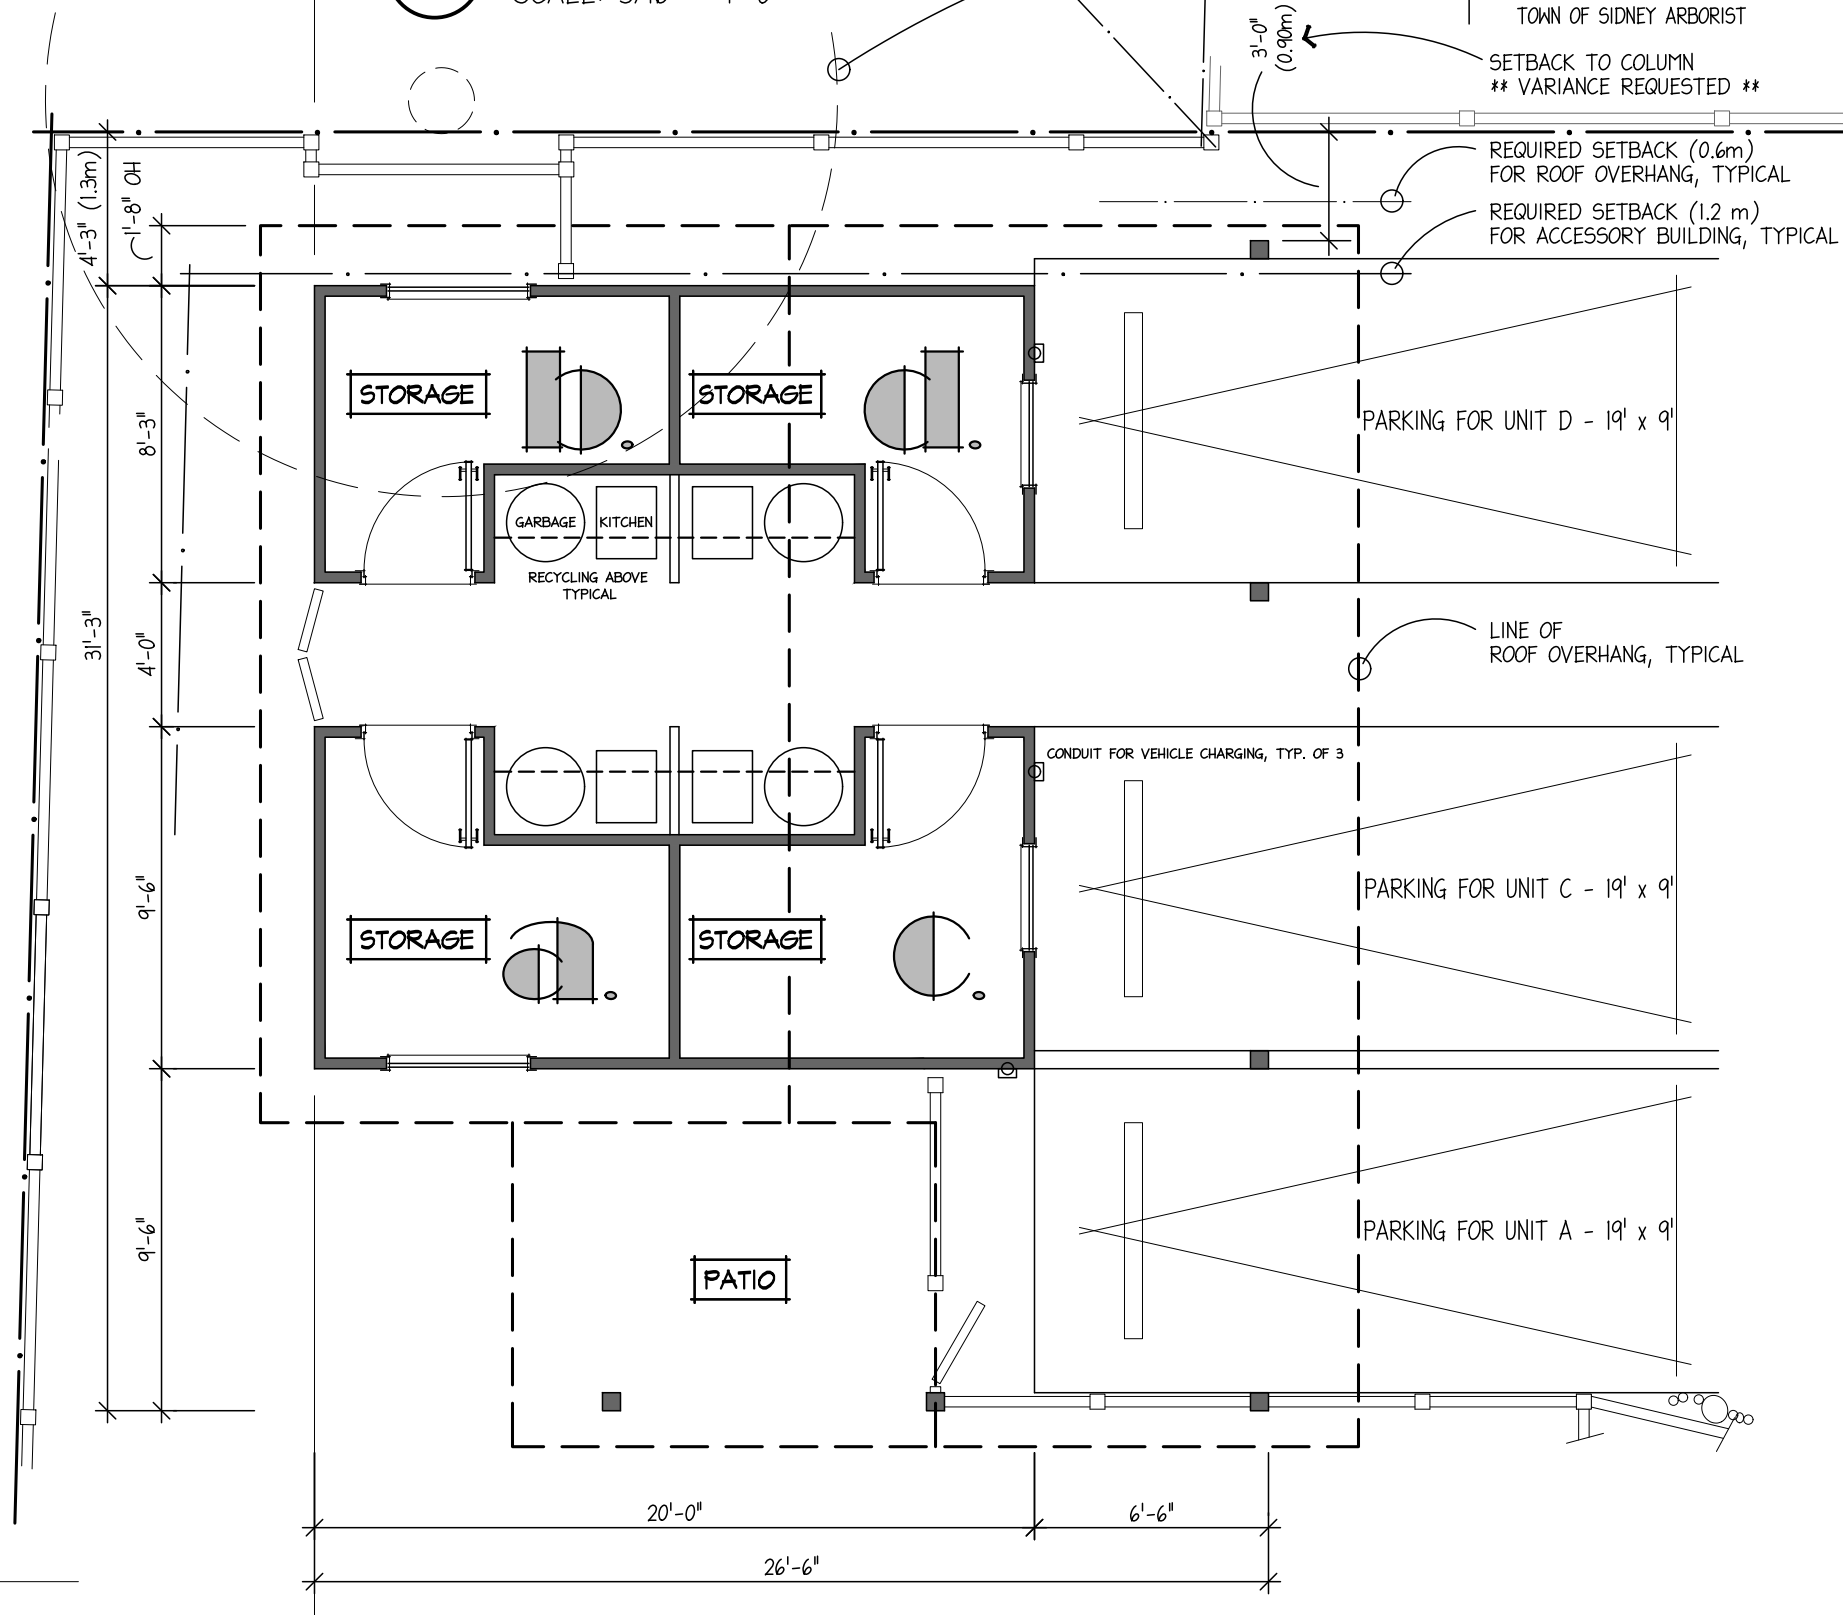 TOWN OF SIDNEY ARBORIST
3'-0"
(0.90m)
SETBACK TO COLUMN
** VARIANCE REQUESTED **
REQUIRED SETBACK (0.6m)
FOR ROOF OVERHANG, TYPICAL
REQUIRED SETBACK (1.2 m)
FOR ACCESSORY BUILDING, TYPICAL
4'-3" (1.3m)
1'-8" OH
8'-3"
31'-3"
4'-0"
9'-6"
9'-6"
STORAGE
b.
STORAGE
d.
PARKING FOR UNIT D - 19' x 9'
GARBAGE
KITCHEN
RECYCLING ABOVE
TYPICAL
LINE OF
ROOF OVERHANG, TYPICAL
CONDUIT FOR VEHICLE CHARGING, TYP. OF 3
STORAGE
a.
STORAGE
c.
PARKING FOR UNIT C - 19' x 9'
PATIO
PARKING FOR UNIT A - 19' x 9'
20'-0"
6'-6"
26'-6"